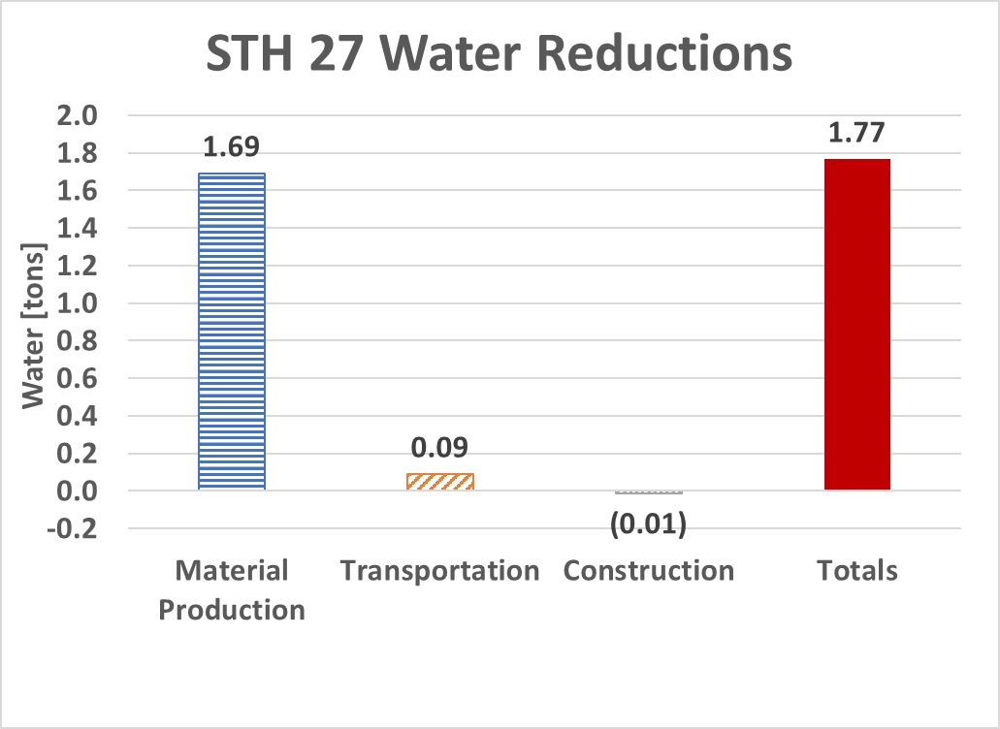 STH 27 Water Reductions
Water [tons]
2.0
1.8
1.6
1.4
1.2
1.0
0.8
0.6
0.4
0.2
0.0
-0.2
1.69
0.09
(0.01)
1.77
Material
Production
Transportation
Construction
Totals